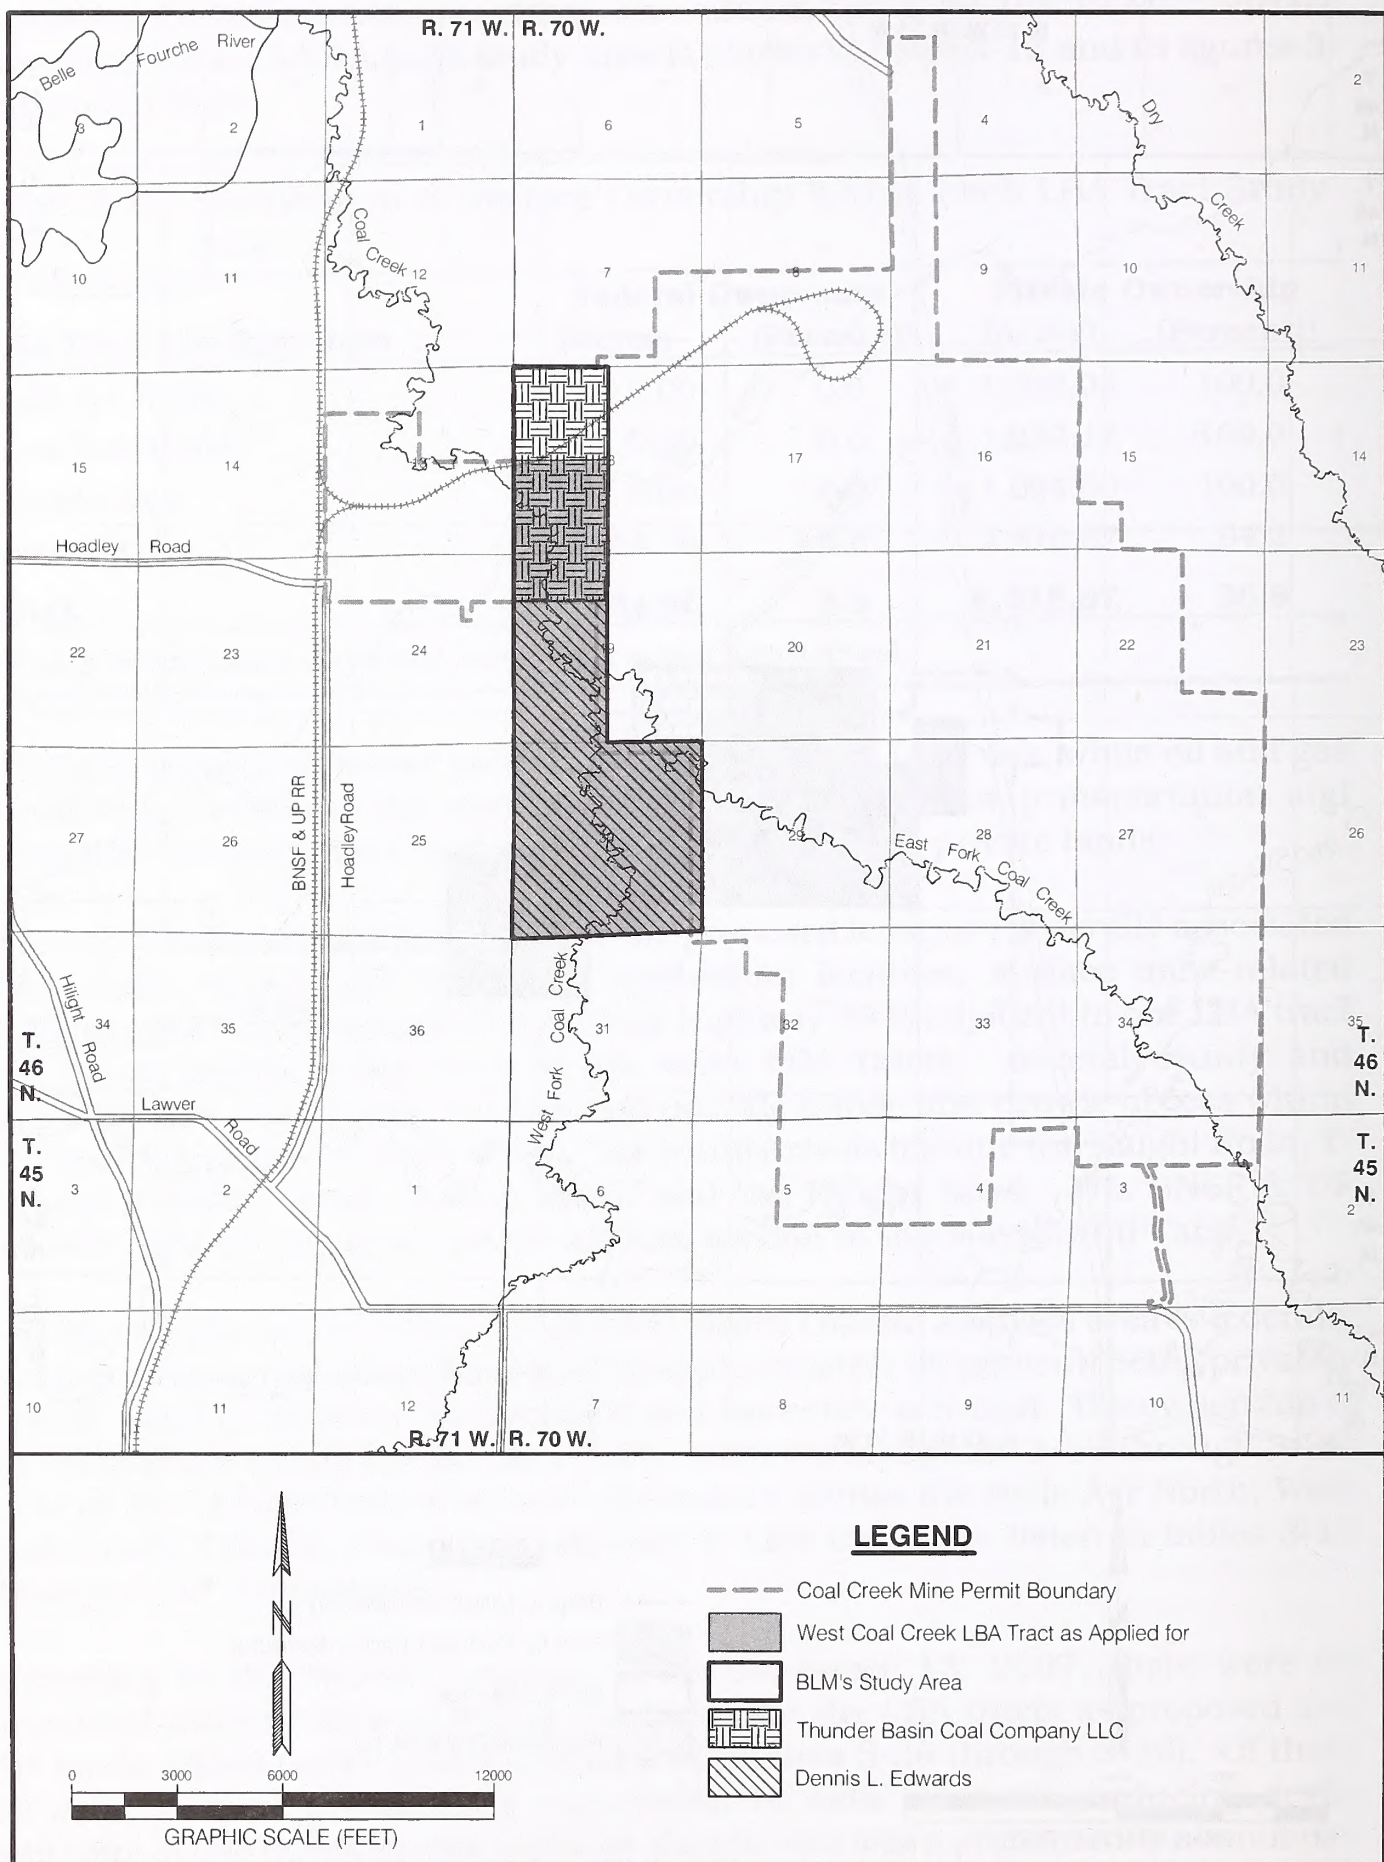 R. 71 W. R. 70 W.
Belle Fourche River
2
3 2 1 6 5 4
Dry Creek
Coal Creek
10 11 12 7 8 9 10 11
15 14 13 18 17 16 15 14
Hoadley Road
22 23 24 19 20 21 22 23
BNSF & UP RR
Hoadley Road
27 26 25 29 28 27 26
East Fork Coal Creek
West Fork Coal Creek
Hilight Road
34 35 36 31 32 33 34 35
T. 46 N.
T. 46 N.
Lawver Road
T. 45 N.
T. 45 N.
3 2 1 6 5 4 3 2
10 11 12 7 8 9 10 11
R. 71 W. R. 70 W.
N
LEGEND
Coal Creek Mine Permit Boundary
West Coal Creek LBA Tract as Applied for
BLM's Study Area
Thunder Basin Coal Company LLC
Dennis L. Edwards
0 3000 6000 12000
GRAPHIC SCALE (FEET)